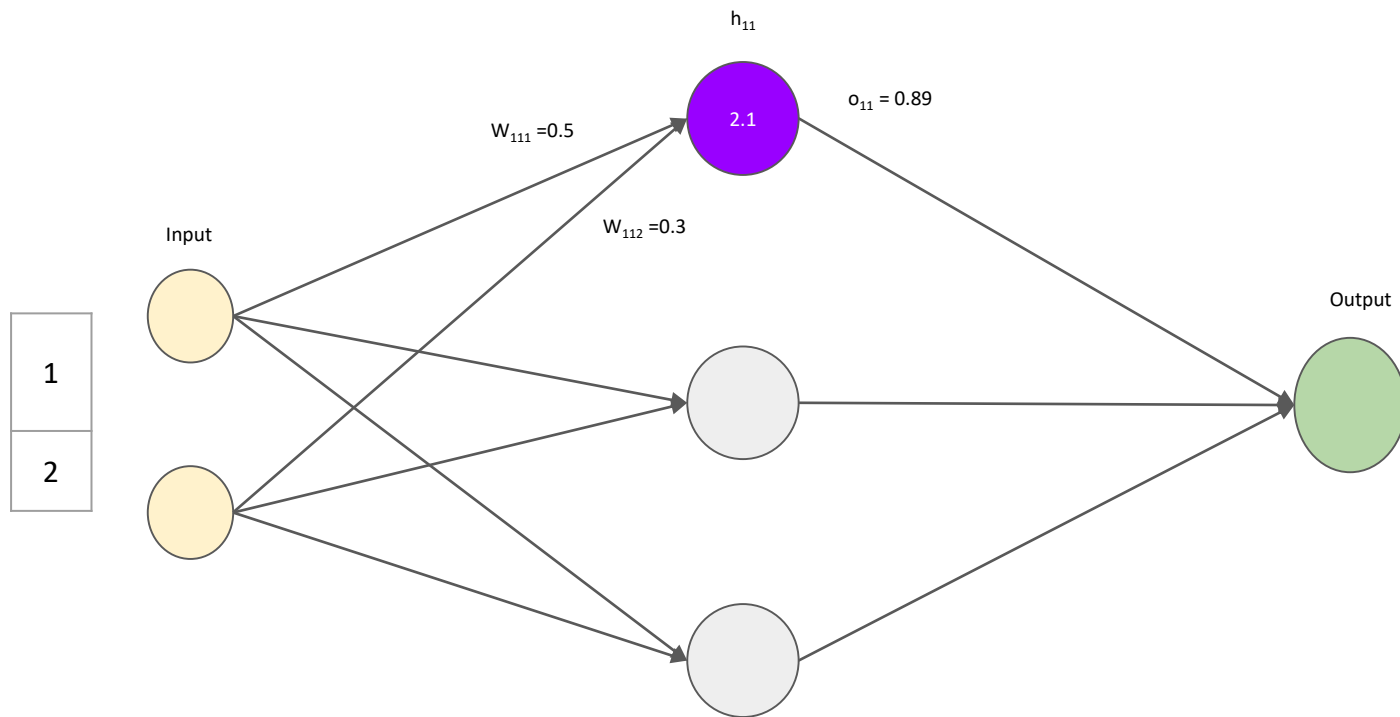 h₁₁
2.1
o₁₁ = 0.89
W₁₁₁ =0.5
W₁₁₂ =0.3
Input
1
2
Output